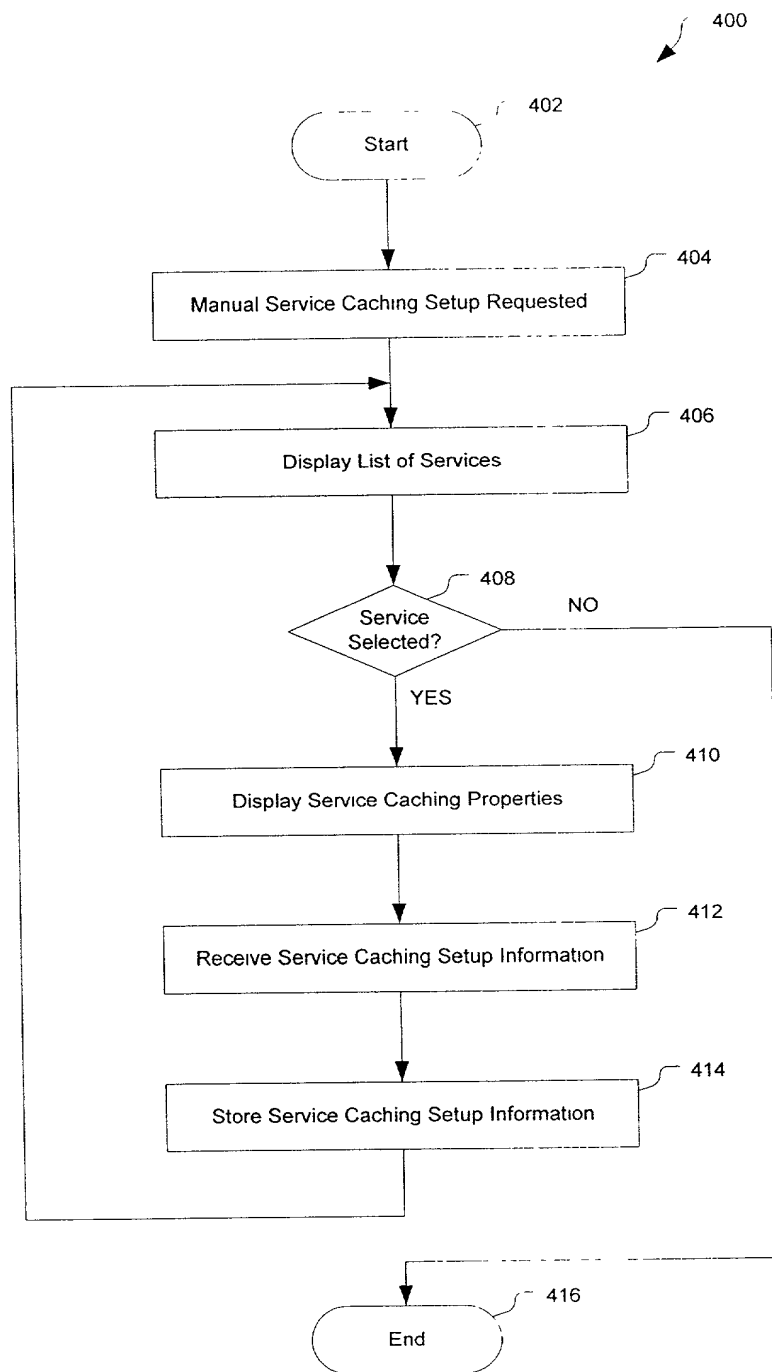 400
402
Start
404
Manual Service Caching Setup Requested
406
Display List of Services
408
Service
Selected?
NO
YES
410
Display Service Caching Properties
412
Receive Service Caching Setup Information
414
Store Service Caching Setup Information
416
End